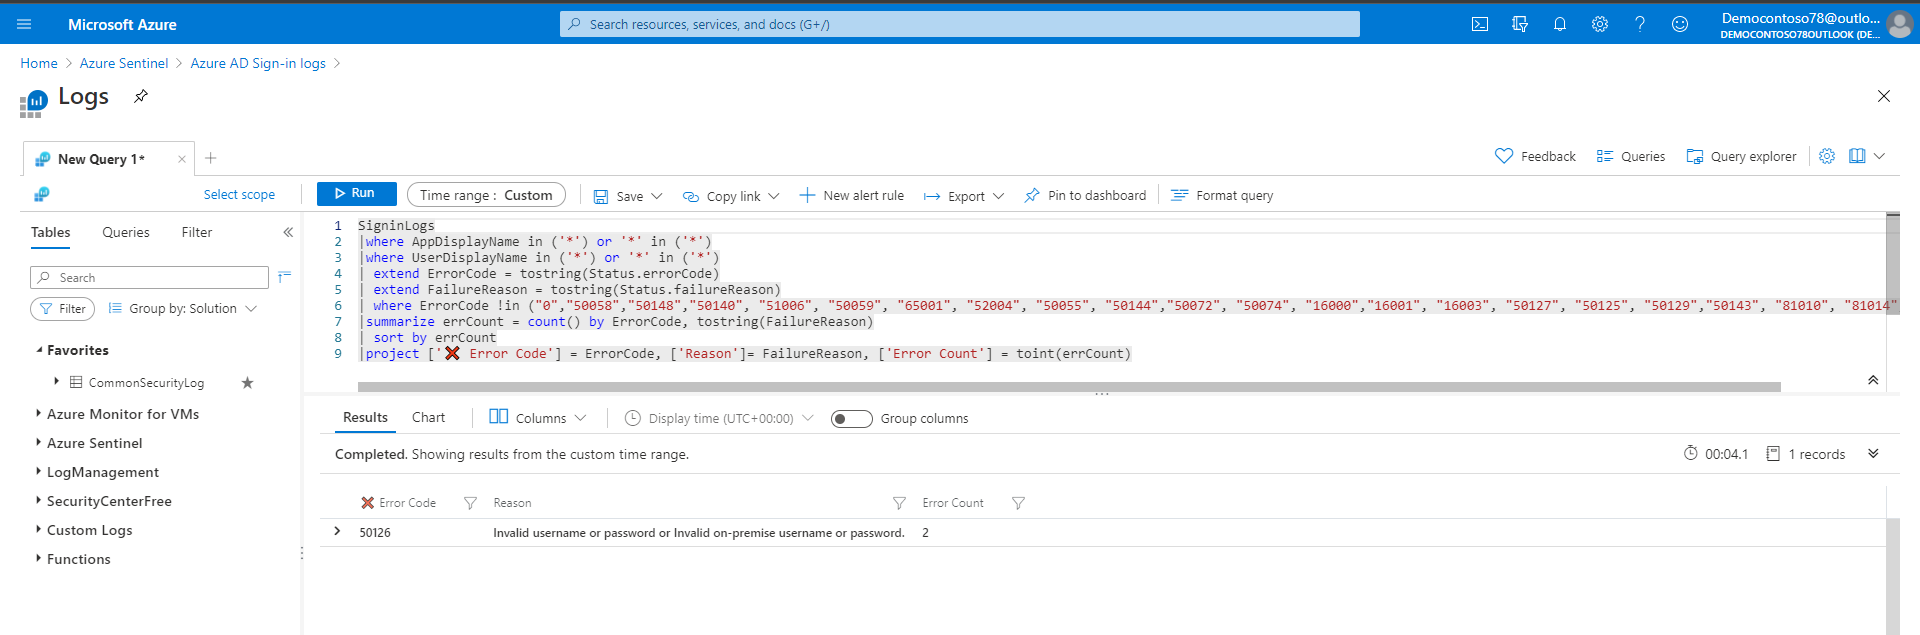 Microsoft Azure
Search resources, services, and docs (G+/)
Democontoso78@outlo...
DEMOCONTOSO78OUTLOOK (DE...
Home > Azure Sentinel > Azure AD Sign-in logs >
Logs
New Query 1*
Feedback
Queries
Query explorer
Select scope
Run
Time range : Custom
Save
Copy link
New alert rule
Export
Pin to dashboard
Format query
Tables
Queries
Filter
Search
Filter
Group by: Solution
Favorites
CommonSecurityLog
Azure Monitor for VMs
Azure Sentinel
LogManagement
SecurityCenterFree
Custom Logs
Functions
1 SigninLogs
2 |where AppDisplayName in ('*') or '*' in ('*')
3 |where UserDisplayName in ('*') or '*' in ('*')
4 | extend ErrorCode = tostring(Status.errorCode)
5 | extend FailureReason = tostring(Status.failureReason)
6 | where ErrorCode !in ("0","50058","50148","50140", "51006", "50059", "65001", "52004", "50055", "50144","50072", "50074", "16000","16001", "16003", "50127", "50125", "50129","50143", "81010", "81014"
7 |summarize errCount = count() by ErrorCode, tostring(FailureReason)
8 | sort by errCount
9 |project ['❌ Error Code'] = ErrorCode, ['Reason']= FailureReason, ['Error Count'] = toint(errCount)
Results
Chart
Columns
Display time (UTC+00:00)
Group columns
Completed. Showing results from the custom time range.
00:04.1
1 records
❌ Error Code
Reason
Error Count
50126
Invalid username or password or Invalid on-premise username or password.
2